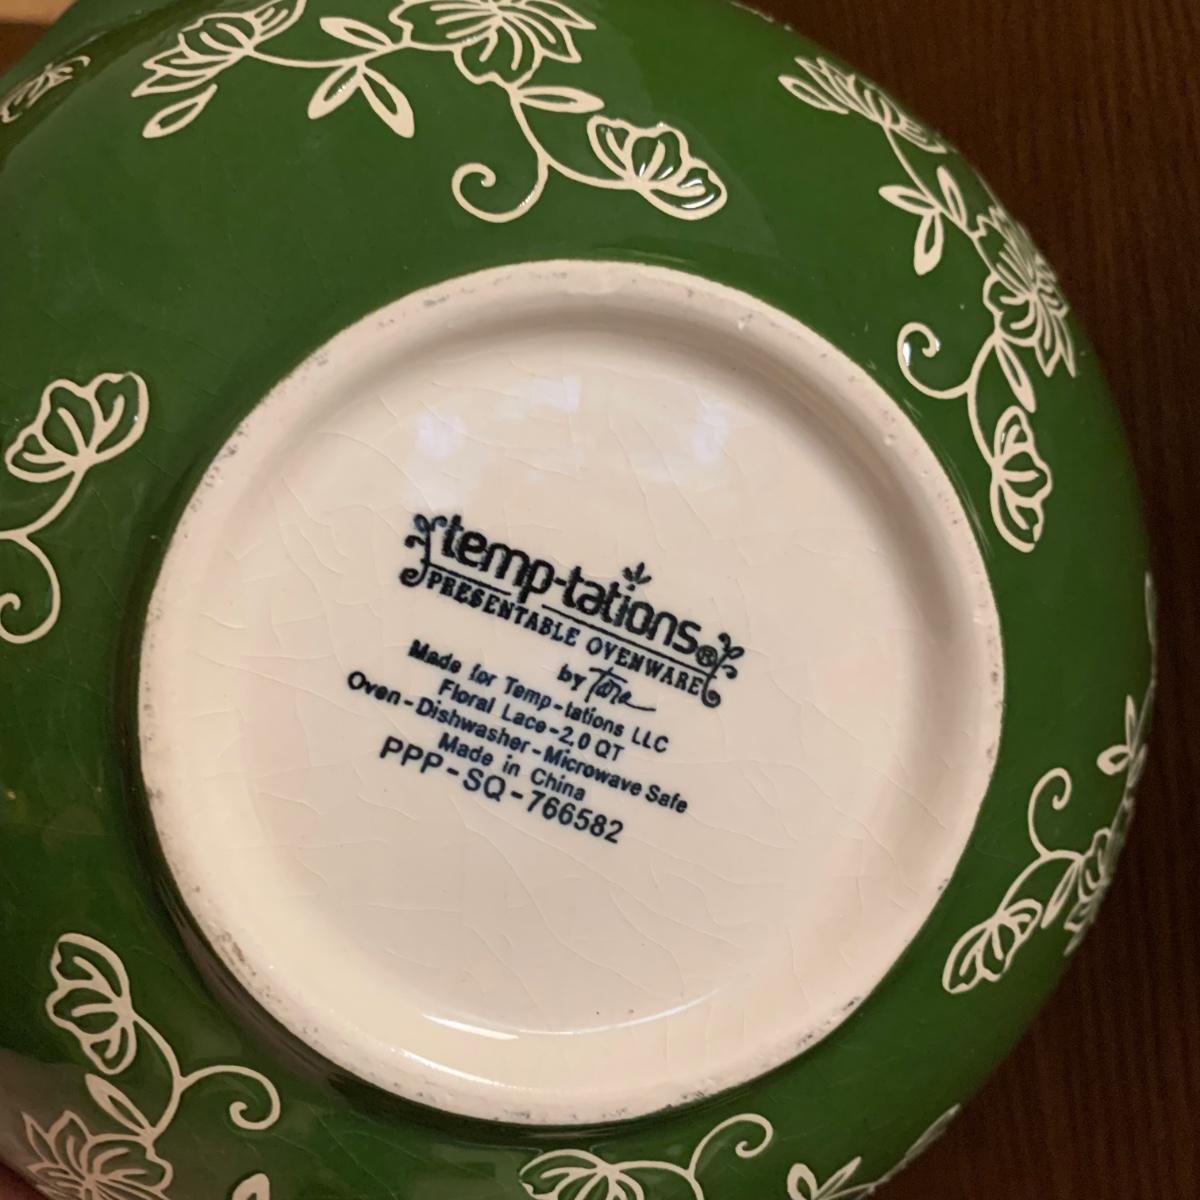 temp-tations®
PRESENTABLE OVENWARE
by Tara
Made for Temp-tations LLC
Floral Lace-2.0 QT
Oven-Dishwasher-Microwave Safe
Made in China
PPP-SQ-766582